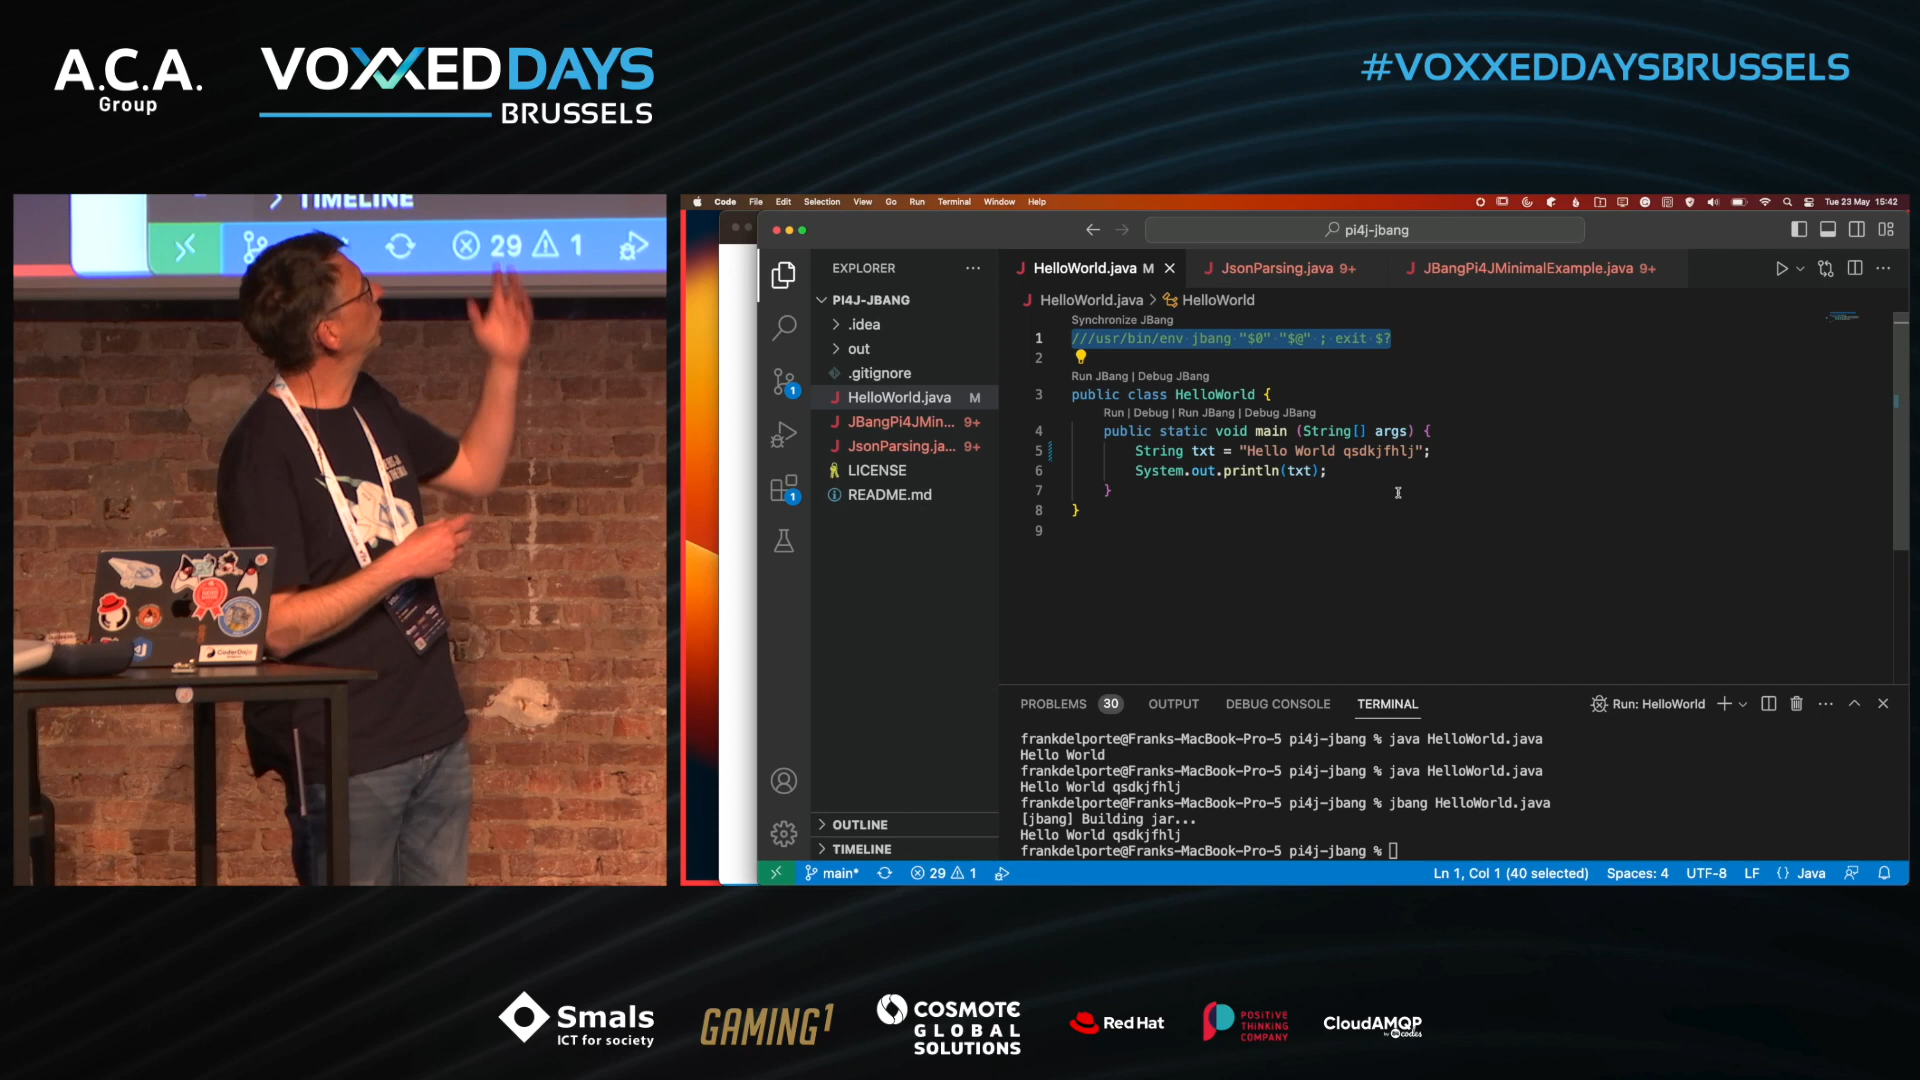 A.C.A.
Group
VOXXEDDAYS
BRUSSELS
#VOXXEDDAYSBRUSSELS
TIMELINE
29 1
CoderDojo
Code File Edit Selection View Go Run Terminal Window Help
Tue 23 May 15:42
pi4j-jbang
EXPLORER ···
PI4J-JBANG
.idea
out
.gitignore
HelloWorld.java M
JBangPi4JMin... 9+
JsonParsing.ja... 9+
LICENSE
README.md
OUTLINE
TIMELINE
1
1
HelloWorld.java M
JsonParsing.java 9+
JBangPi4JMinimalExample.java 9+
HelloWorld.java > HelloWorld
Synchronize JBang
1 ///usr/bin/env jbang "$0" "$@" ; exit $?
2
Run JBang | Debug JBang
3 public class HelloWorld {
Run | Debug | Run JBang | Debug JBang
4 public static void main (String[] args) {
5 String txt = "Hello World qsdkjfhlj";
6 System.out.println(txt);
7 }
8 }
9
PROBLEMS 30 OUTPUT DEBUG CONSOLE TERMINAL
Run: HelloWorld
frankdelporte@Franks-MacBook-Pro-5 pi4j-jbang % java HelloWorld.java
Hello World
frankdelporte@Franks-MacBook-Pro-5 pi4j-jbang % java HelloWorld.java
Hello World qsdkjfhlj
frankdelporte@Franks-MacBook-Pro-5 pi4j-jbang % jbang HelloWorld.java
[jbang] Building jar...
Hello World qsdkjfhlj
frankdelporte@Franks-MacBook-Pro-5 pi4j-jbang %
main* 29 1
Ln 1, Col 1 (40 selected) Spaces: 4 UTF-8 LF {} Java
Smals
ICT for society
GAMING1
COSMOTE
GLOBAL
SOLUTIONS
Red Hat
POSITIVE
THINKING
COMPANY
CloudAMQP
by 84codes